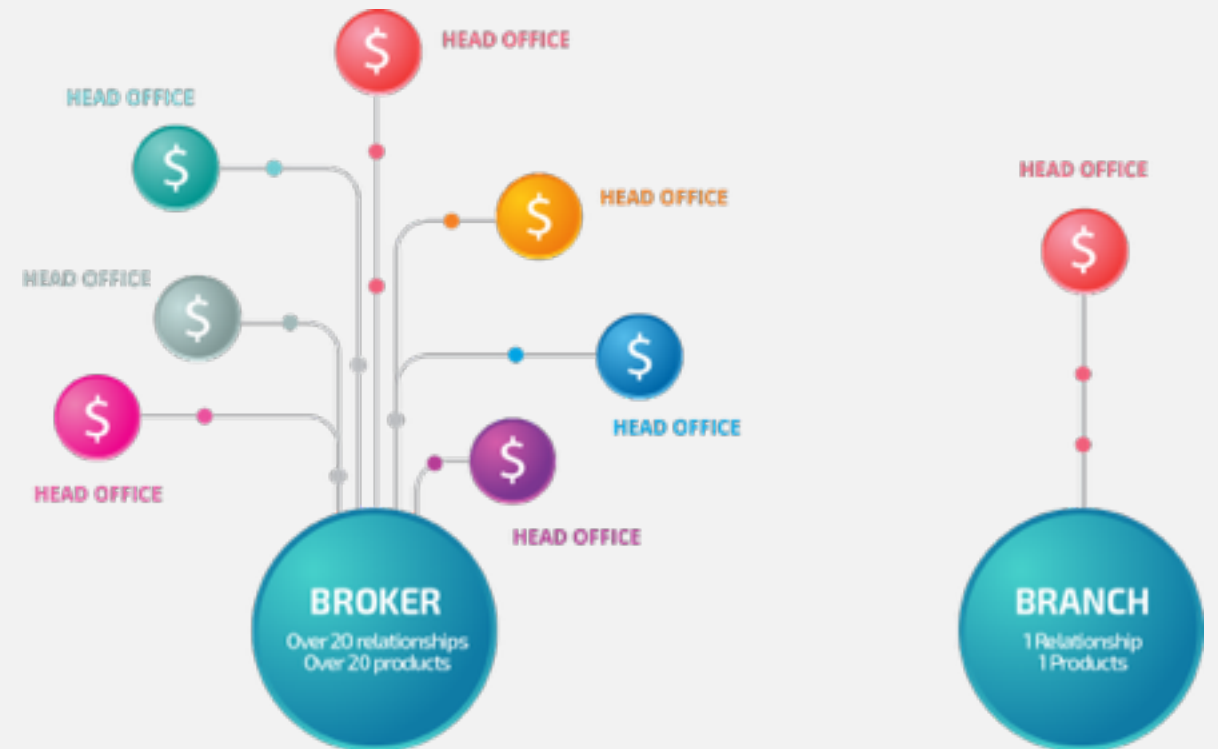 HEAD OFFICE
HEAD OFFICE
HEAD OFFICE
HEAD OFFICE
HEAD OFFICE
HEAD OFFICE
HEAD OFFICE
BROKER
Over 20 relationships
Over 20 products
HEAD OFFICE
BRANCH
1 Relationship
1 Products